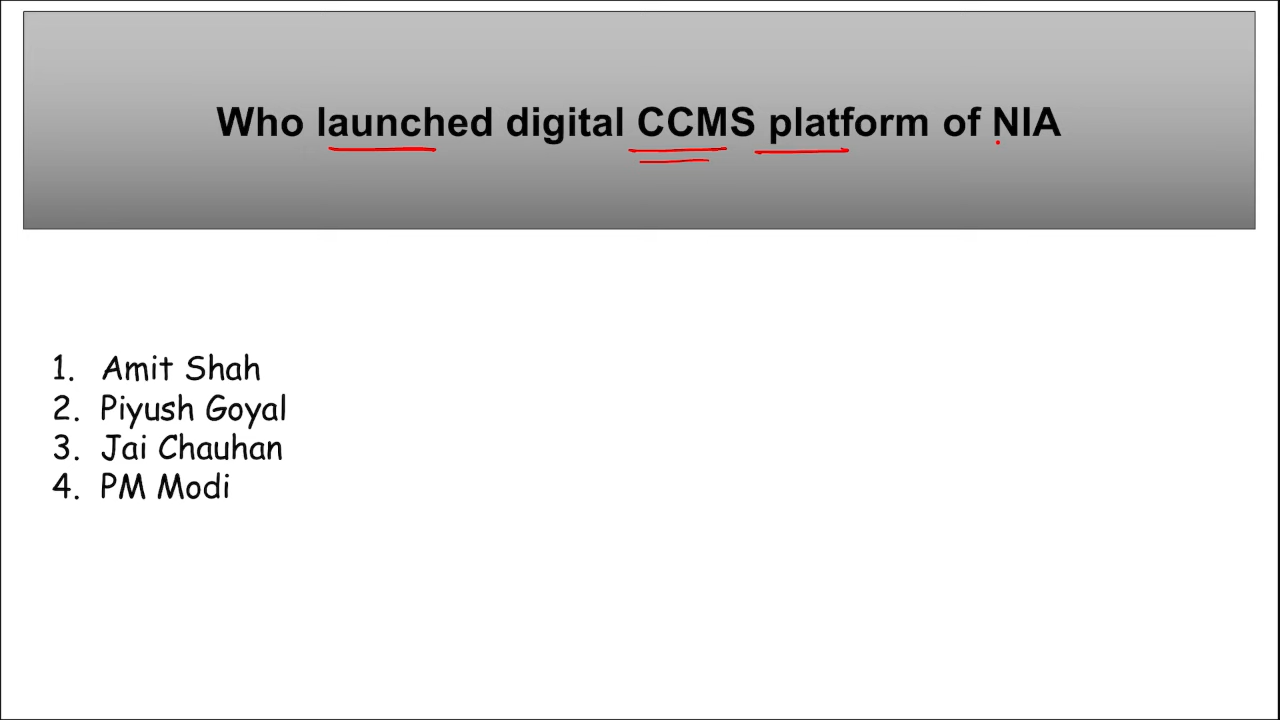 Who launched digital CCMS platform of NIA
1. Amit Shah
2. Piyush Goyal
3. Jai Chauhan
4. PM Modi